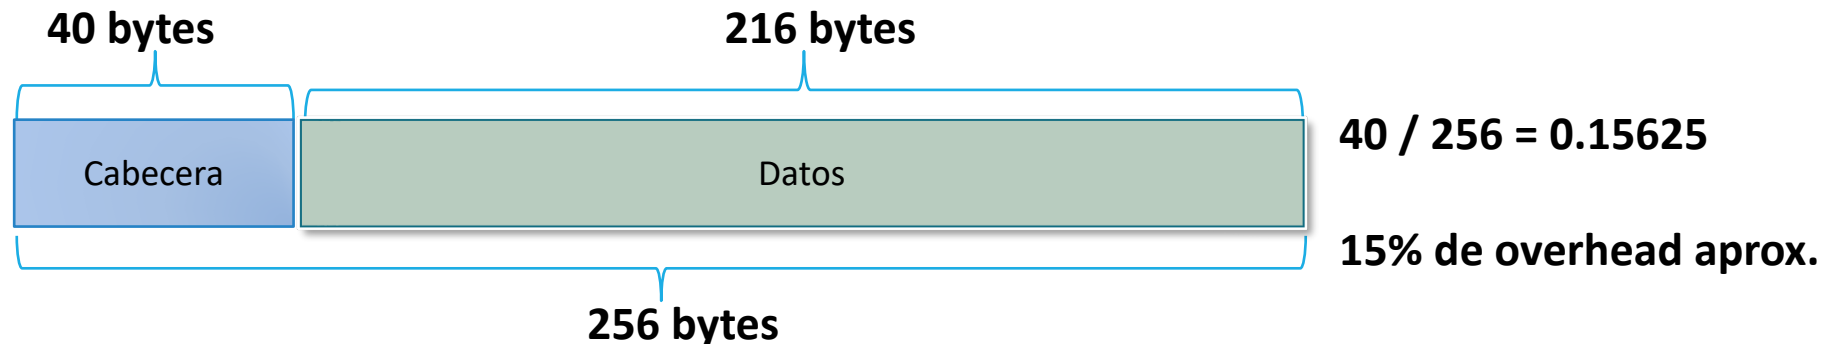 40 bytes
216 bytes
Cabecera
Datos
40 / 256 = 0.15625
15% de overhead aprox.
256 bytes